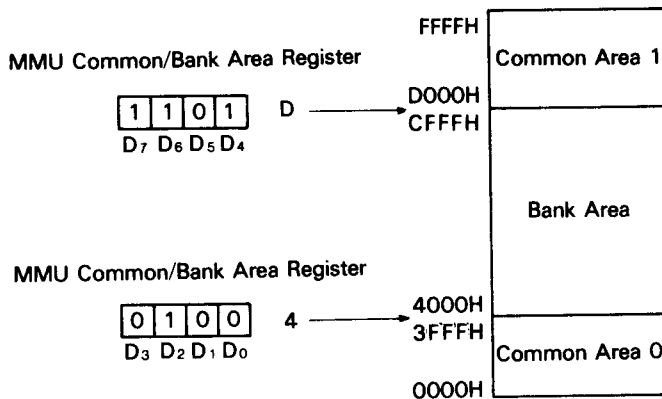 FFFFH
MMU Common/Bank Area Register
Common Area 1
1 1 0 1 D
D000H
CFFFH
D7 D6 D5 D4
Bank Area
MMU Common/Bank Area Register
0 1 0 0 4
4000H
3FFFH
D3 D2 D1 D0
Common Area 0
0000H